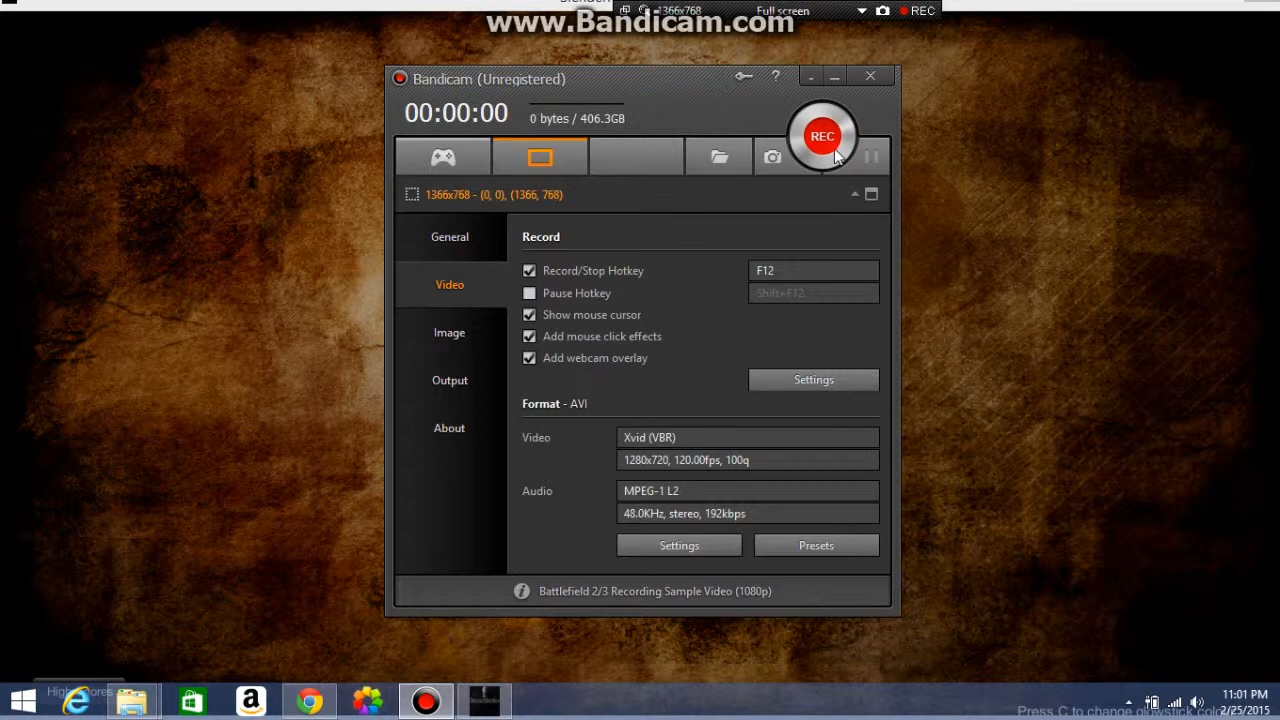 1366x768 Full screen REC
www.Bandicam.com
Bandicam (Unregistered) ?
00:00:00 0 bytes / 406.3GB
REC
1366x768 - (0, 0), (1366, 768)
General
Video
Image
Output
About
Record
Record/Stop Hotkey F12
Pause Hotkey Shift+F12
Show mouse cursor
Add mouse click effects
Add webcam overlay
Settings
Format - AVI
Video Xvid (VBR)
1280x720, 120.00fps, 100q
Audio MPEG-1 L2
48.0KHz, stereo, 192kbps
Settings Presets
Battlefield 2/3 Recording Sample Video (1080p)
11:01 PM
2/25/2015
Press C to change glowstick